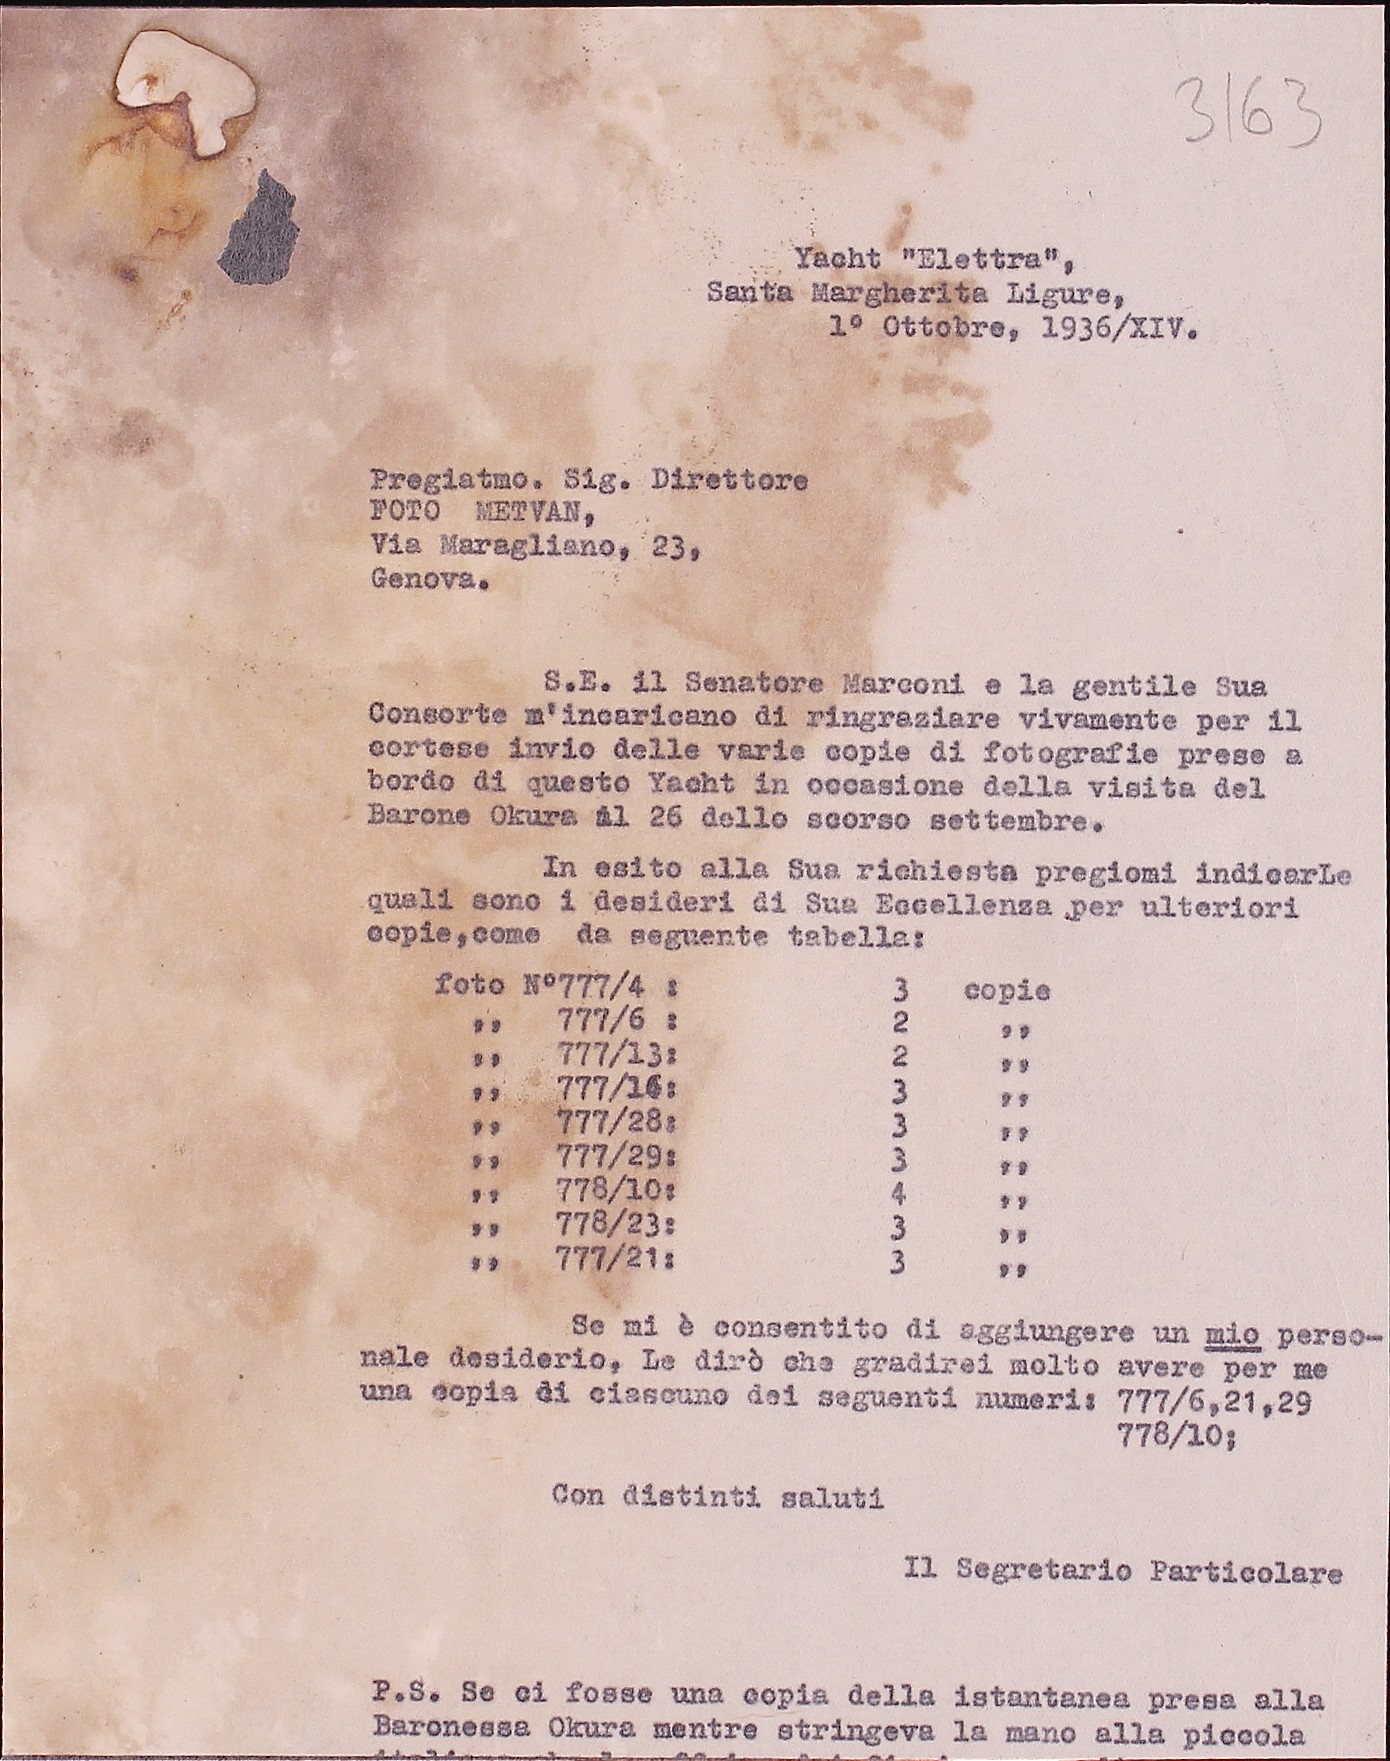 3163
Yacht "Elettra",
Santa Margherita Ligure,
1º Ottobre, 1936/XIV.
Pregiatmo. Sig. Direttore
FOTO METVAN,
Via Maragliano, 23,
Genova.
S.E. il Senatore Marconi e la gentile Sua
Consorte m'incaricano di ringraziare vivamente per il
cortese invio delle varie copie di fotografie prese a
bordo di questo Yacht in occasione della visita del
Barone Okura il 26 dello scorso settembre.
In esito alla Sua richiesta pregiomi indicarLe
quali sono i desideri di Sua Eccellenza per ulteriori
copie,come da seguente tabella:
foto Nº777/4 : 3 copie
,, 777/6 : 2 ,,
,, 777/13: 2 ,,
,, 777/16: 3 ,,
,, 777/28: 3 ,,
,, 777/29: 3 ,,
,, 778/10: 4 ,,
,, 778/23: 3 ,,
,, 777/21: 3 ,,
Se mi è consentito di aggiungere un mio perso-
nale desiderio, Le dirò che gradirei molto avere per me
una copia di ciascuno dei seguenti numeri: 777/6,21,29
778/10;
Con distinti saluti
Il Segretario Particolare
P.S. Se ci fosse una copia della istantanea presa alla
Baronessa Okura mentre stringeva la mano alla piccola